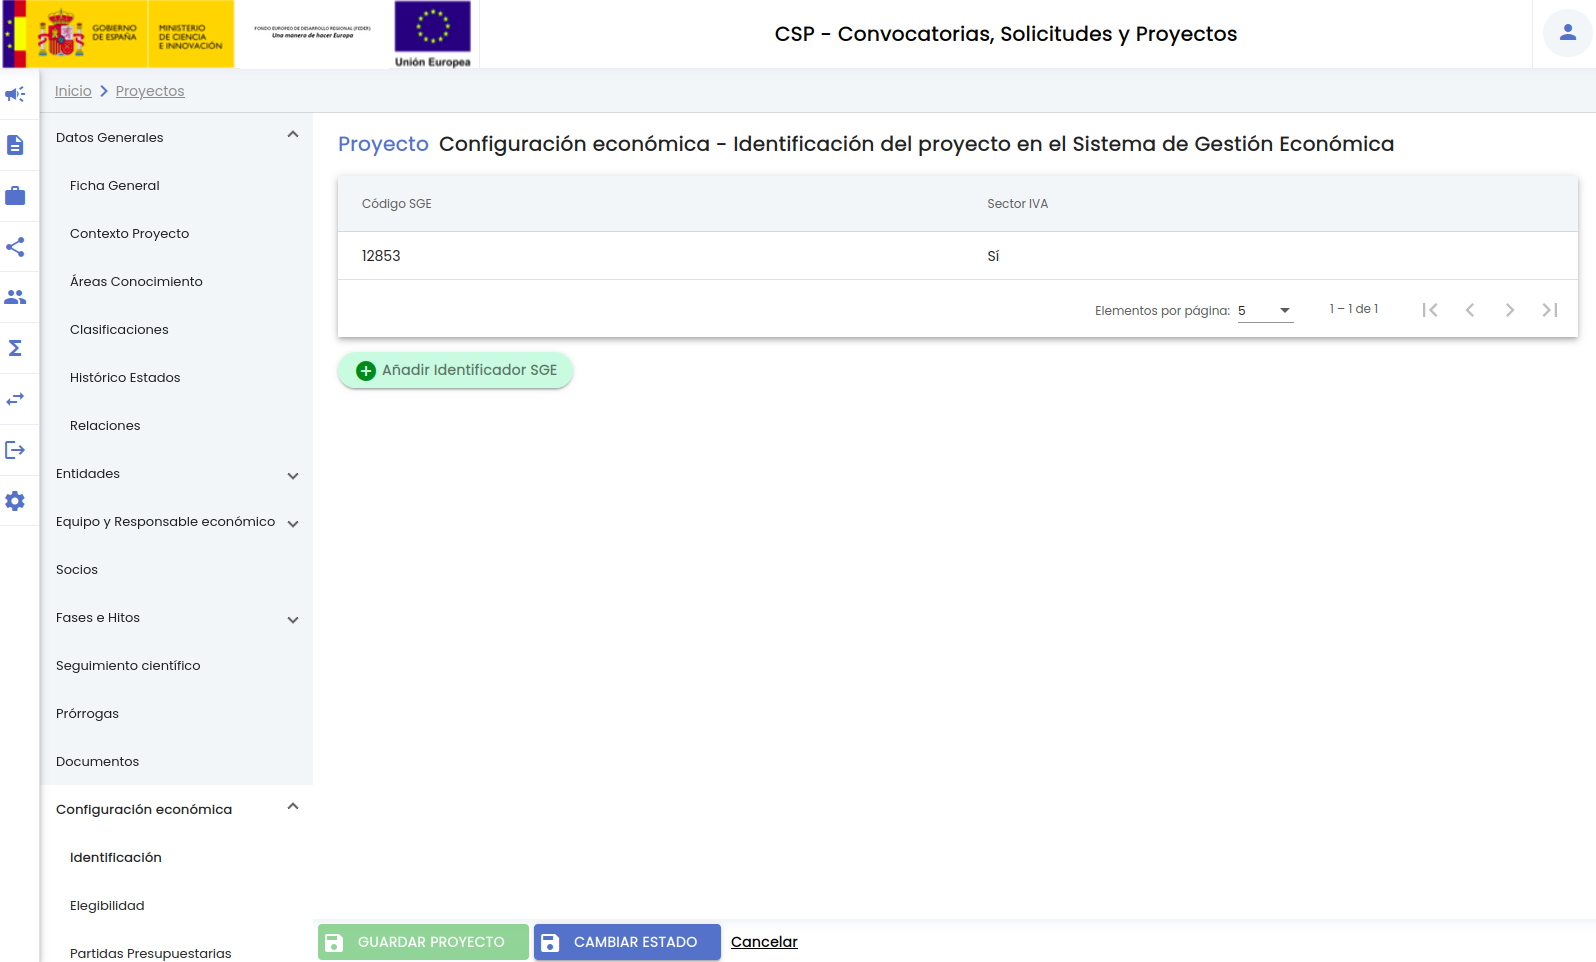 GOBIERNO
DE ESPAÑA
MINISTERIO
DE CIENCIA
E INNOVACIÓN
FONDO EUROPEO DE DESARROLLO REGIONAL (FEDER)
Una manera de hacer Europa
Unión Europea
CSP - Convocatorias, Solicitudes y Proyectos
Inicio
Proyectos
Datos Generales
Ficha General
Contexto Proyecto
Áreas Conocimiento
Clasificaciones
Histórico Estados
Relaciones
Entidades
Equipo y Responsable económico
Socios
Fases e Hitos
Seguimiento científico
Prórrogas
Documentos
Configuración económica
Identificación
Elegibilidad
Partidas Presupuestarias
Proyecto Configuración económica - Identificación del proyecto en el Sistema de Gestión Económica
Código SGE Sector IVA
12853 Sí
Elementos por página: 5 1 – 1 de 1
Añadir Identificador SGE
GUARDAR PROYECTO CAMBIAR ESTADO Cancelar